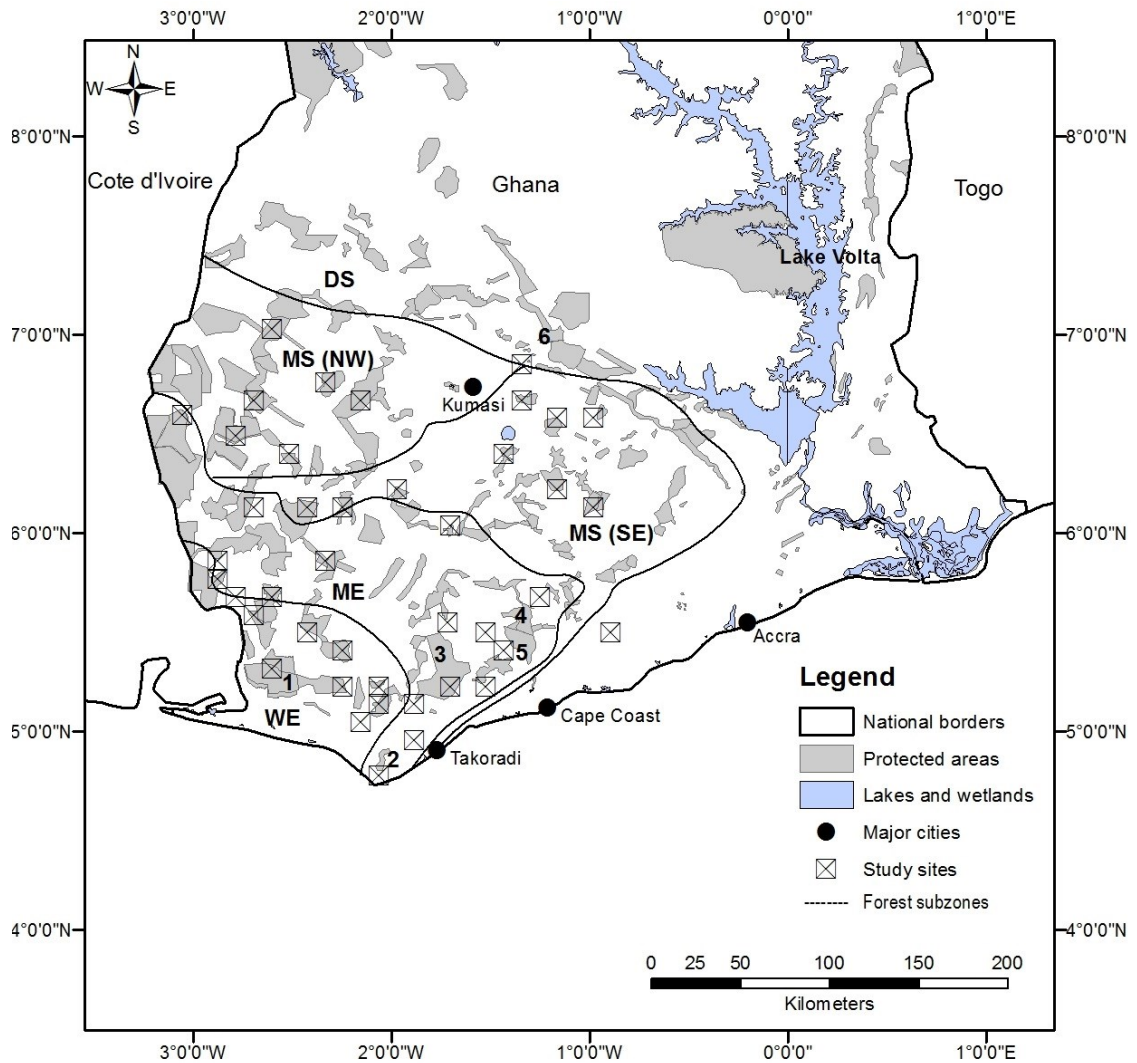 3°0'0"W 2°0'0"W 1°0'0"W 0°0'0" 1°0'0"E
N
W E
S
8°0'0"N 8°0'0"N
Cote d'Ivoire Ghana Togo
Lake Volta
DS
7°0'0"N 7°0'0"N
6
MS (NW)
Kumasi
6°0'0"N MS (SE) 6°0'0"N
ME
4
Accra
3 5
1
Legend
WE
National borders
5°0'0"N Cape Coast 5°0'0"N
2 Takoradi
Protected areas
Lakes and wetlands
Major cities
Study sites
Forest subzones
4°0'0"N 4°0'0"N
0 25 50 100 150 200
Kilometers
3°0'0"W 2°0'0"W 1°0'0"W 0°0'0" 1°0'0"E